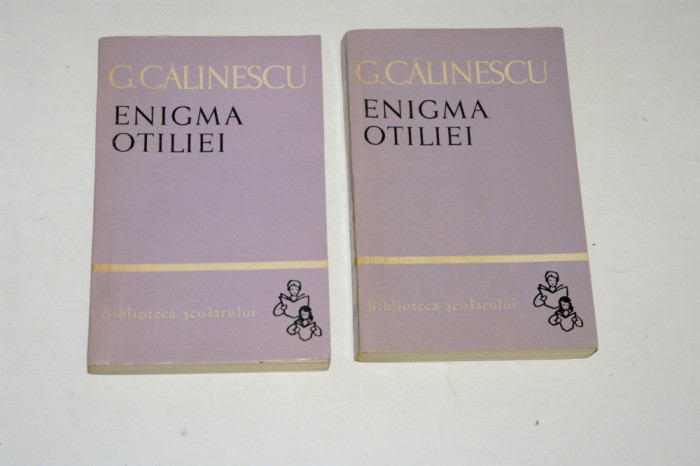 G. CĂLINESCU
ENIGMA
OTILIEI
Biblioteca școlarului
G. CĂLINESCU
ENIGMA
OTILIEI
Biblioteca școlarului